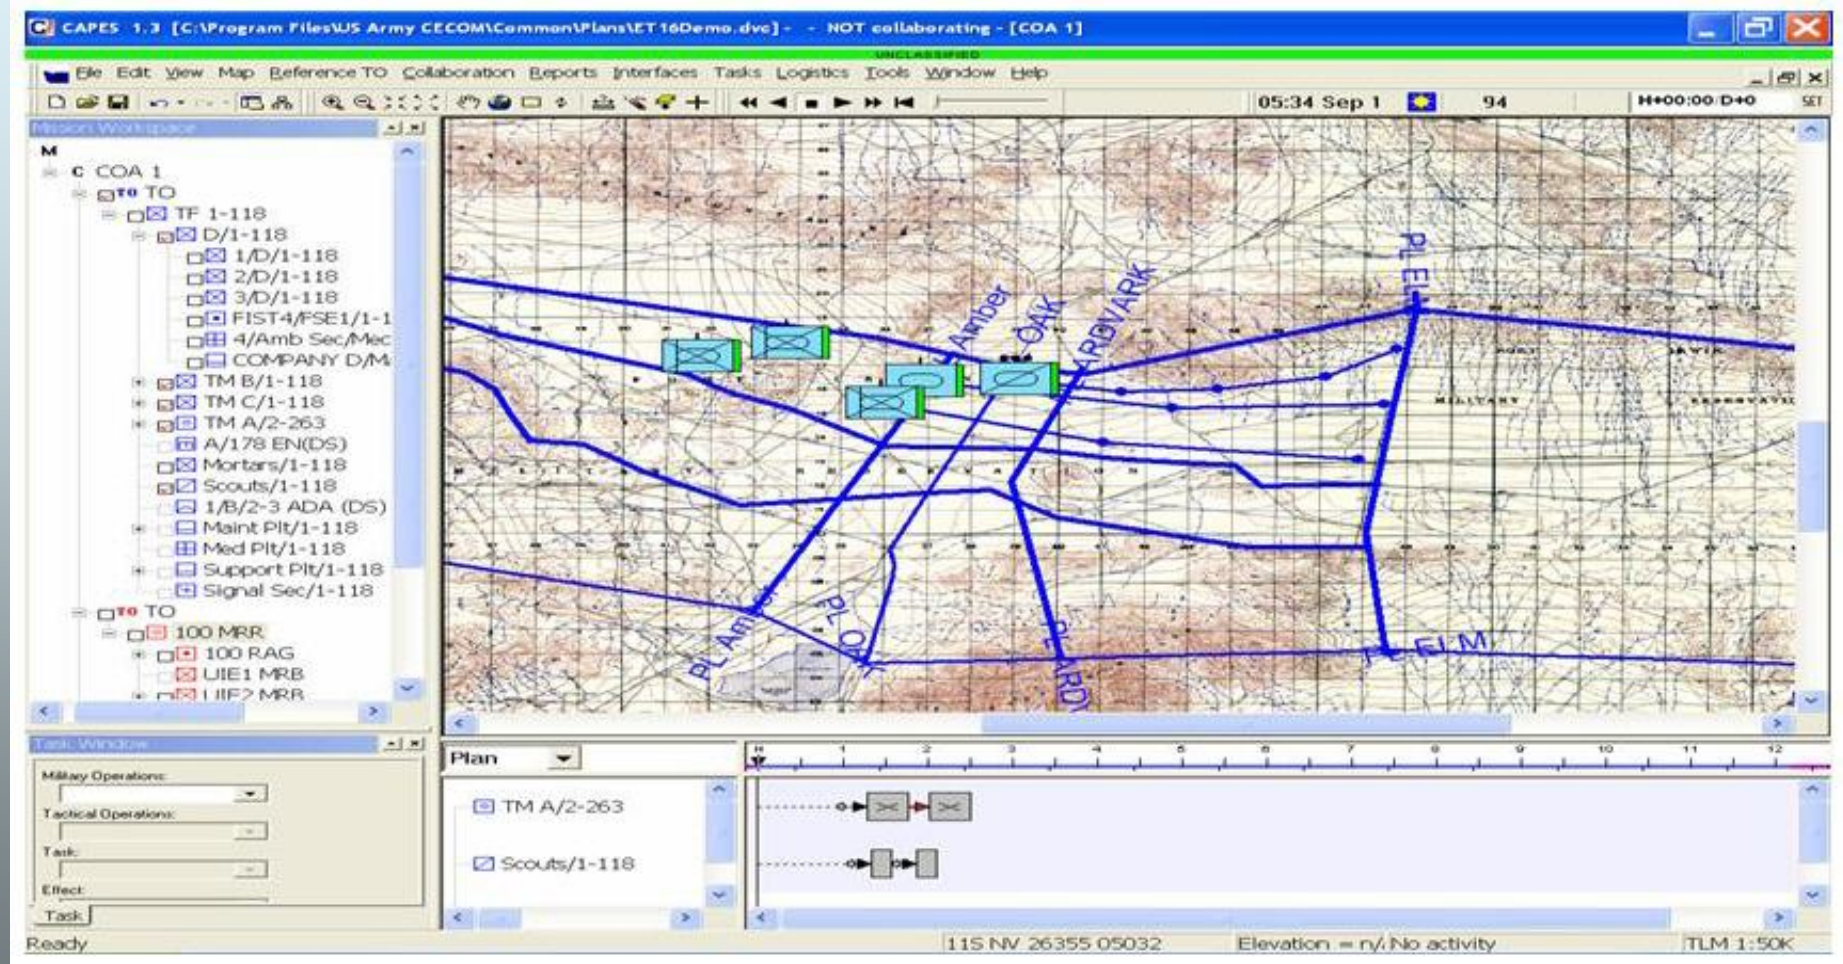 CAPES 1.3 [C:\Program Files\US Army CECOM\Common\Plans\ET16Demo.dvc] - - NOT collaborating - [COA 1]
UNCLASSIFIED
File Edit View Map Reference TO Collaboration Reports Interfaces Tasks Logistics Tools Window Help
05:34 Sep 1 94 H+00:00/D+0 SET
Mission Workspace
M
C COA 1
TO TO
TF 1-118
D/1-118
1/D/1-118
2/D/1-118
3/D/1-118
FIST4/FSE1/1-1
4/Amb Sec/Mec
COMPANY D/M
TM B/1-118
TM C/1-118
TM A/2-263
A/178 EN(DS)
Mortars/1-118
Scouts/1-118
1/B/2-3 ADA (DS)
Maint Plt/1-118
Med Plt/1-118
Support Plt/1-118
Signal Sec/1-118
TO TO
100 MRR
100 RAG
UIE1 MRB
UIE2 MRB
Amber
OAK
AARDVARK
PL EL
FORT IRWIN
MILITARY RESERVATI
PL Amber
PL OAK
PL ARDV
PL ELM
Task Window
Military Operations:
Tactical Operations:
Task:
Effect:
Task
Plan
H 1 2 3 4 5 6 7 8 9 10 11 12
TM A/2-263
Scouts/1-118
Ready
11S NV 26355 05032
Elevation = n/
No activity
TLM 1:50K